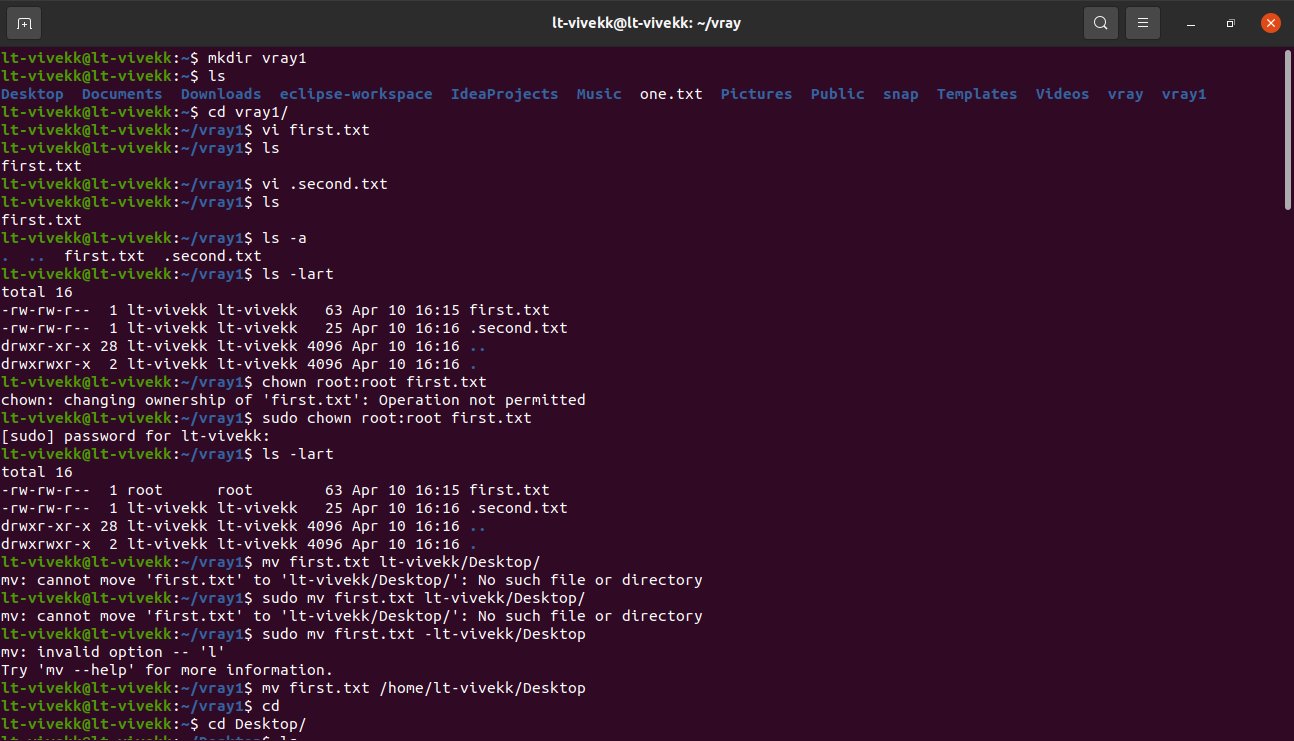 lt-vivekk@lt-vivekk: ~/vray
lt-vivekk@lt-vivekk:~$ mkdir vray1
lt-vivekk@lt-vivekk:~$ ls
Desktop  Documents  Downloads  eclipse-workspace  IdeaProjects  Music  one.txt  Pictures  Public  snap  Templates  Videos  vray  vray1
lt-vivekk@lt-vivekk:~$ cd vray1/
lt-vivekk@lt-vivekk:~/vray1$ vi first.txt
lt-vivekk@lt-vivekk:~/vray1$ ls
first.txt
lt-vivekk@lt-vivekk:~/vray1$ vi .second.txt
lt-vivekk@lt-vivekk:~/vray1$ ls
first.txt
lt-vivekk@lt-vivekk:~/vray1$ ls -a
.  ..  first.txt  .second.txt
lt-vivekk@lt-vivekk:~/vray1$ ls -lart
total 16
-rw-rw-r--  1 lt-vivekk lt-vivekk   63 Apr 10 16:15 first.txt
-rw-rw-r--  1 lt-vivekk lt-vivekk   25 Apr 10 16:16 .second.txt
drwxr-xr-x 28 lt-vivekk lt-vivekk 4096 Apr 10 16:16 ..
drwxrwxr-x  2 lt-vivekk lt-vivekk 4096 Apr 10 16:16 .
lt-vivekk@lt-vivekk:~/vray1$ chown root:root first.txt
chown: changing ownership of 'first.txt': Operation not permitted
lt-vivekk@lt-vivekk:~/vray1$ sudo chown root:root first.txt
[sudo] password for lt-vivekk:
lt-vivekk@lt-vivekk:~/vray1$ ls -lart
total 16
-rw-rw-r--  1 root      root        63 Apr 10 16:15 first.txt
-rw-rw-r--  1 lt-vivekk lt-vivekk   25 Apr 10 16:16 .second.txt
drwxr-xr-x 28 lt-vivekk lt-vivekk 4096 Apr 10 16:16 ..
drwxrwxr-x  2 lt-vivekk lt-vivekk 4096 Apr 10 16:16 .
lt-vivekk@lt-vivekk:~/vray1$ mv first.txt lt-vivekk/Desktop/
mv: cannot move 'first.txt' to 'lt-vivekk/Desktop/': No such file or directory
lt-vivekk@lt-vivekk:~/vray1$ sudo mv first.txt lt-vivekk/Desktop/
mv: cannot move 'first.txt' to 'lt-vivekk/Desktop/': No such file or directory
lt-vivekk@lt-vivekk:~/vray1$ sudo mv first.txt -lt-vivekk/Desktop
mv: invalid option -- 'l'
Try 'mv --help' for more information.
lt-vivekk@lt-vivekk:~/vray1$ mv first.txt /home/lt-vivekk/Desktop
lt-vivekk@lt-vivekk:~/vray1$ cd
lt-vivekk@lt-vivekk:~$ cd Desktop/